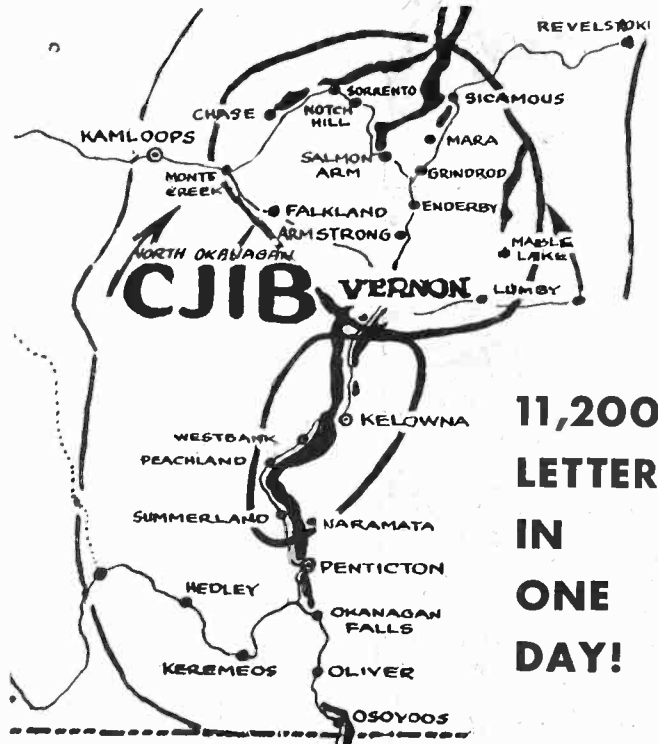 REVELSTOKE
SORRENTO
CHASE
NOTCH
HILL
SICAMOUS
KAMLOOPS
MARA
SALMON
ARM
MONTE
CREEK
GRINDROD
FALKLAND
ENDERBY
ARMSTRONG
NORTH OKANAGAN
MABLE
LAKE
CJIB VERNON
LUMBY
KELOWNA
11,200
WESTBANK
PEACHLAND
LETTER
SUMMERLAND
NARAMATA
IN
PENTICTON
HEDLEY
ONE
OKANAGAN
FALLS
KEREMEOS
OLIVER
DAY!
OSOYOOS